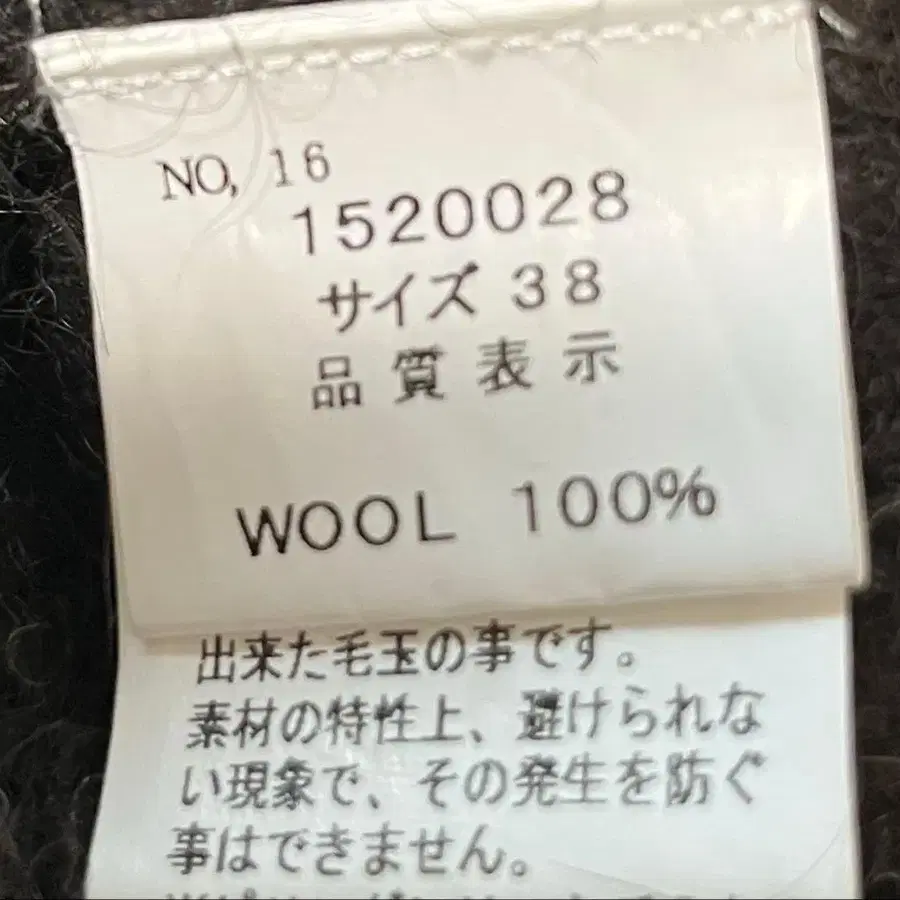 NO, 16
1520028
サイズ 38
品質表示
WOOL 100%
出来た毛玉の事です。
素材の特性上、避けられな
い現象で、その発生を防ぐ
事はできません。